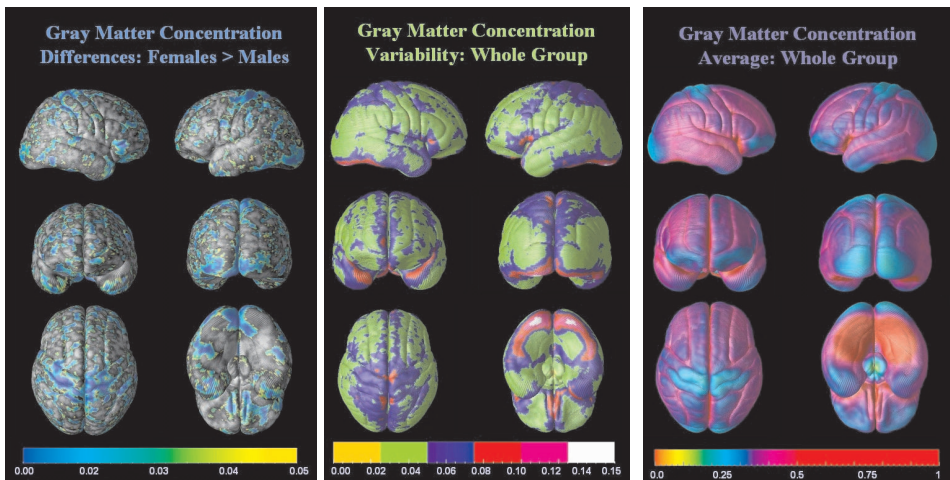 Gray Matter Concentration
Differences: Females > Males
0.00 0.02 0.03 0.04 0.05
Gray Matter Concentration
Variability: Whole Group
0.00 0.02 0.04 0.06 0.08 0.10 0.12 0.14 0.15
Gray Matter Concentration
Average: Whole Group
0.0 0.25 0.5 0.75 1